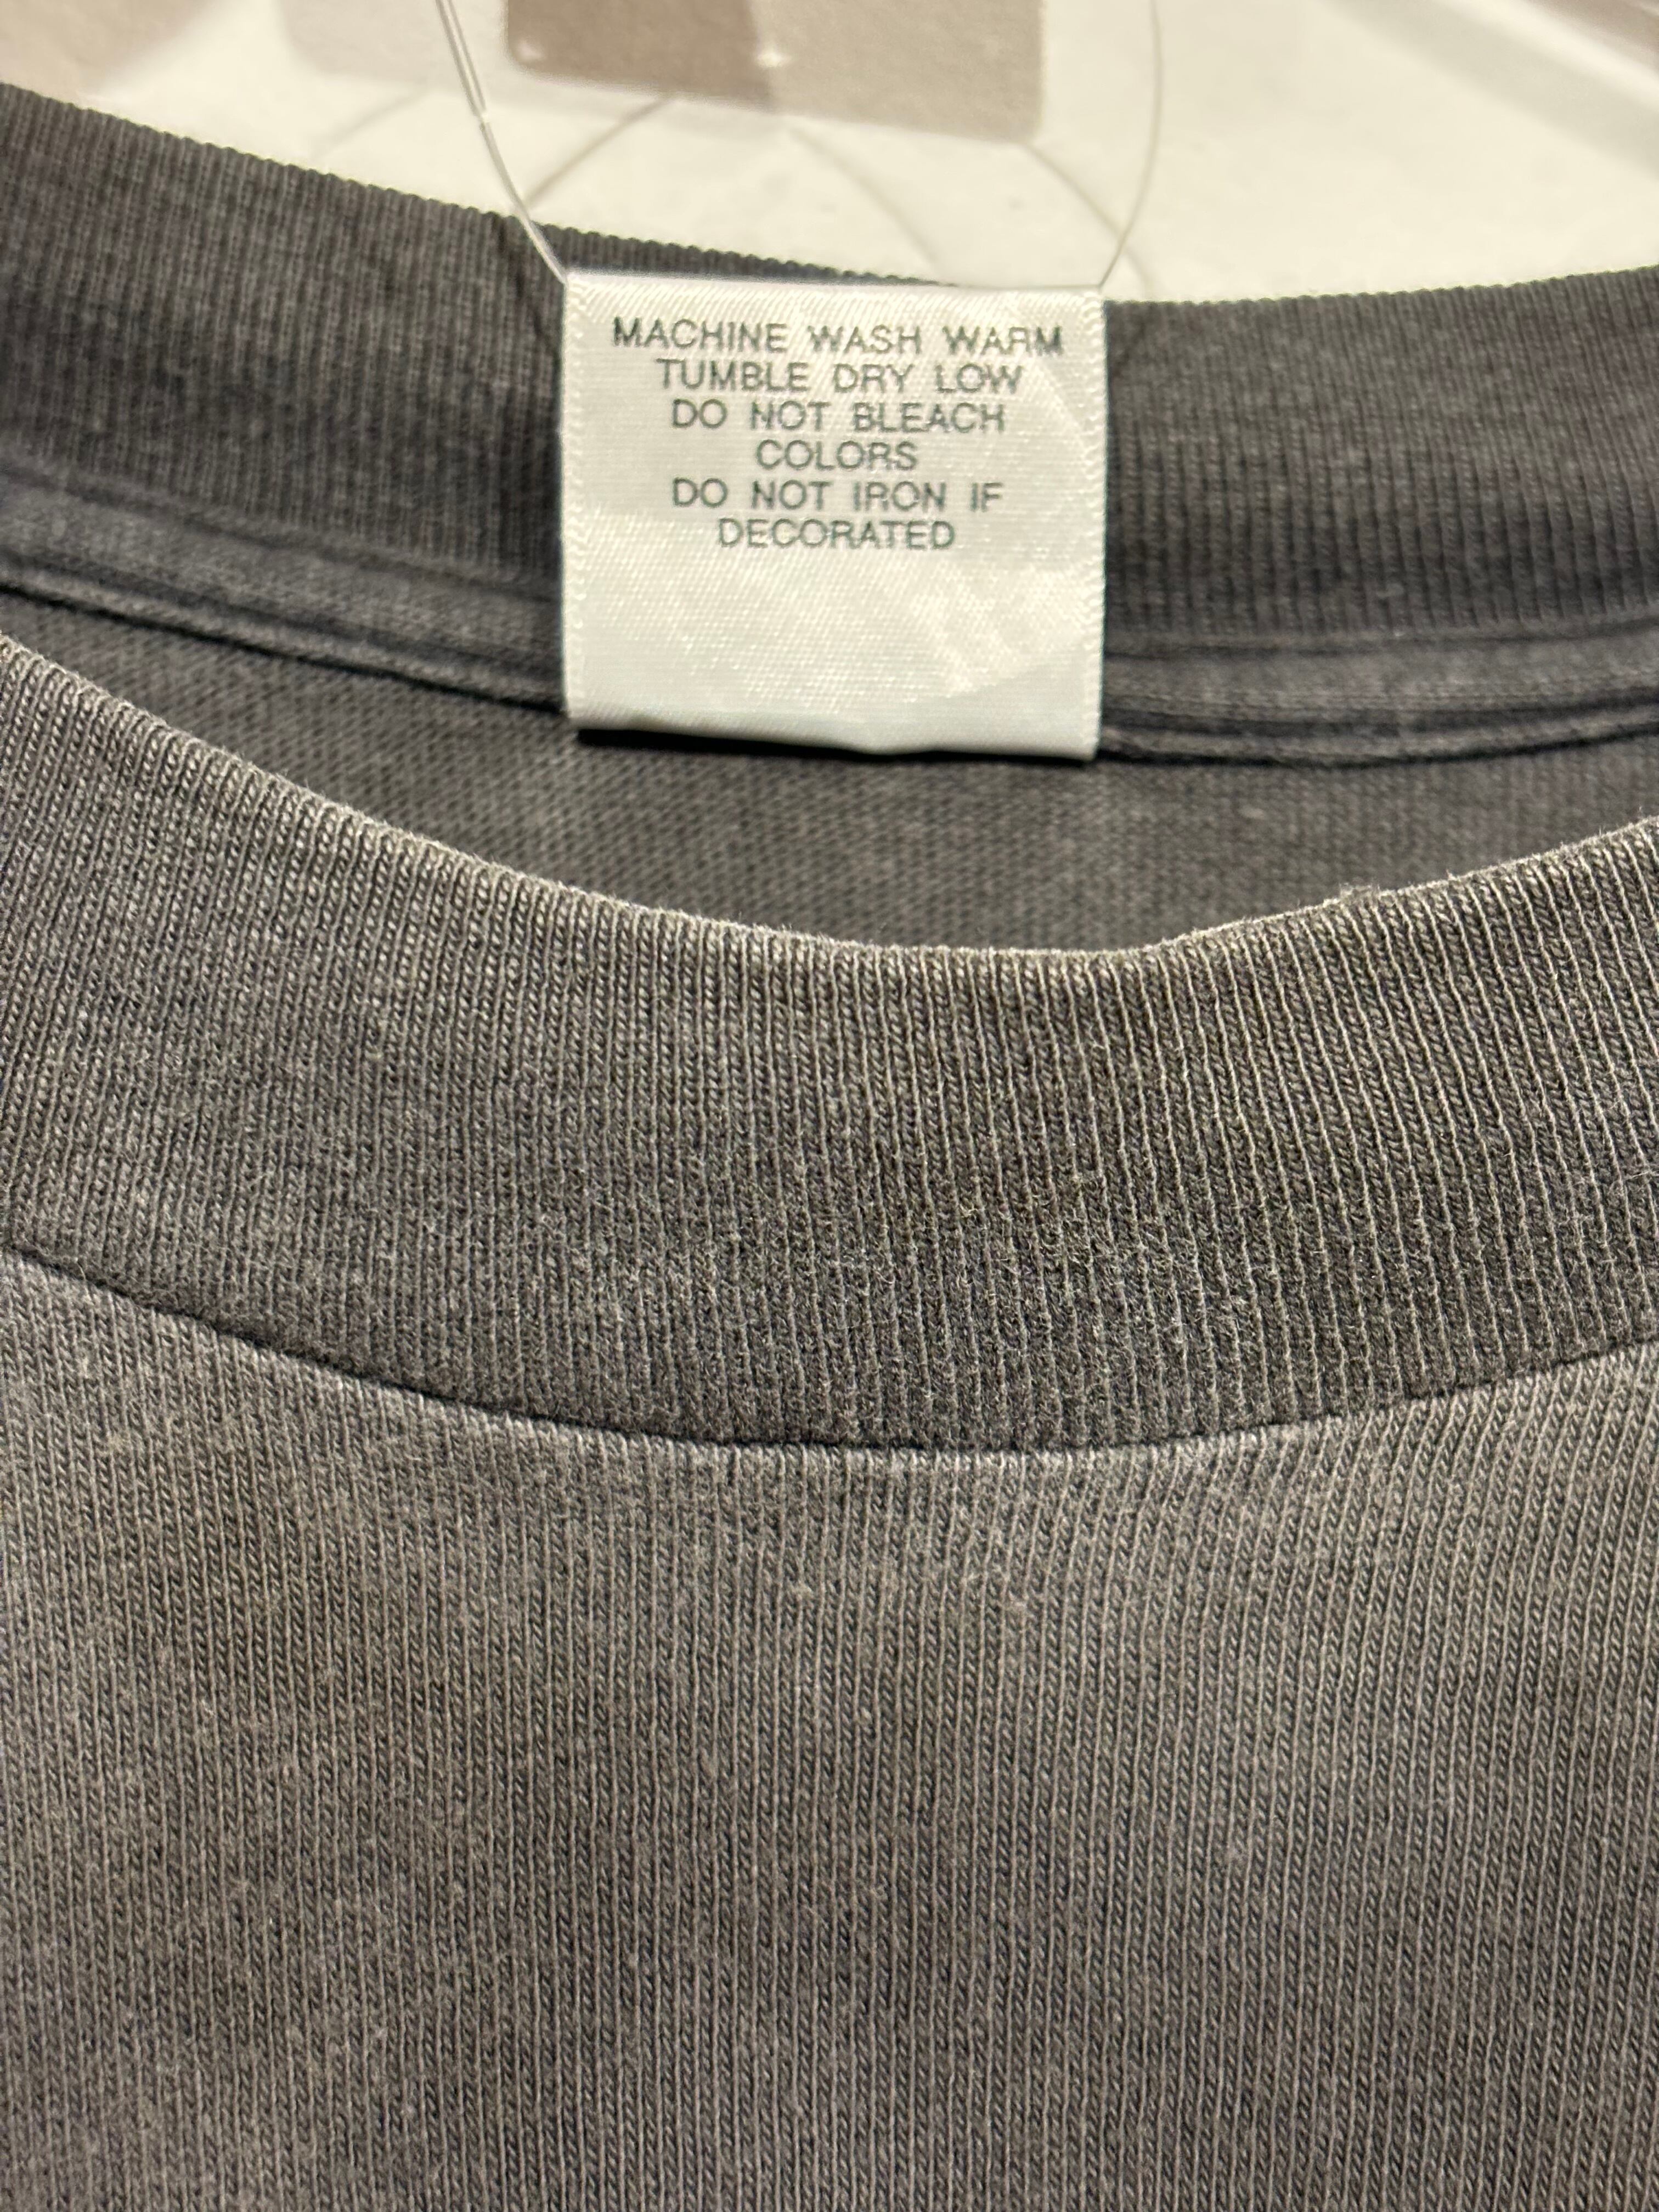 MACHINE WASH WARM
TUMBLE DRY LOW
DO NOT BLEACH
COLORS
DO NOT IRON IF
DECORATED